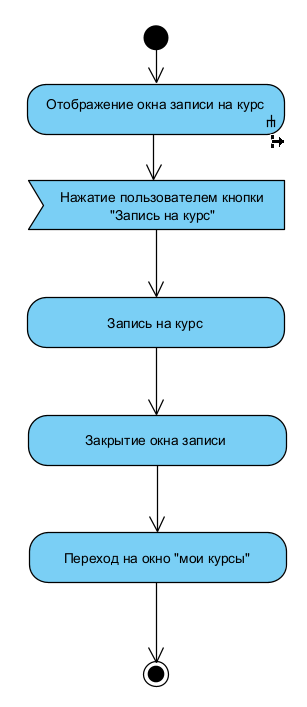 Отображение окна записи на курс
Нажатие пользователем кнопки
"Запись на курс"
Запись на курс
Закрытие окна записи
Переход на окно "мои курсы"